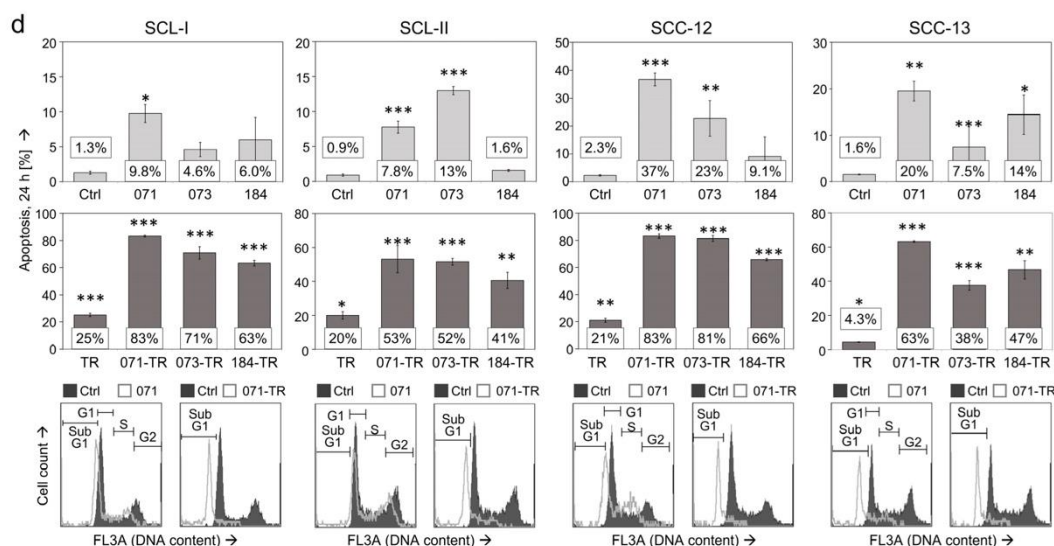 d
SCL-I SCL-II SCC-12 SCC-13
Apoptosis, 24 h [%] →
20 15 10 5 0
1.3% * 9.8% 4.6% 6.0%
Ctrl 071 073 184
20 15 10 5 0
0.9% *** 7.8% *** 13% 1.6%
Ctrl 071 073 184
50 40 30 20 10 0
2.3% *** 37% ** 23% 9.1%
Ctrl 071 073 184
30 20 10 0
1.6% ** 20% *** 7.5% * 14%
Ctrl 071 073 184
100 80 60 40 20 0
*** 25% *** 83% *** 71% *** 63%
TR 071-TR 073-TR 184-TR
80 60 40 20 0
* 20% *** 53% *** 52% ** 41%
TR 071-TR 073-TR 184-TR
100 80 60 40 20 0
** 21% *** 83% *** 81% *** 66%
TR 071-TR 073-TR 184-TR
80 60 40 20 0
* 4.3% *** 63% *** 38% ** 47%
TR 071-TR 073-TR 184-TR
Cell count →
Ctrl 071 Ctrl 071-TR
G1 S Sub G1 G2 Sub G1
FL3A (DNA content) →
Ctrl 071 Ctrl 071-TR
G1 Sub G1 S G2 Sub G1
FL3A (DNA content) →
Ctrl 071 Ctrl 071-TR
G1 Sub G1 S G2 Sub G1
FL3A (DNA content) →
Ctrl 071 Ctrl 071-TR
G1 Sub G1 S G2 Sub G1
FL3A (DNA content) →